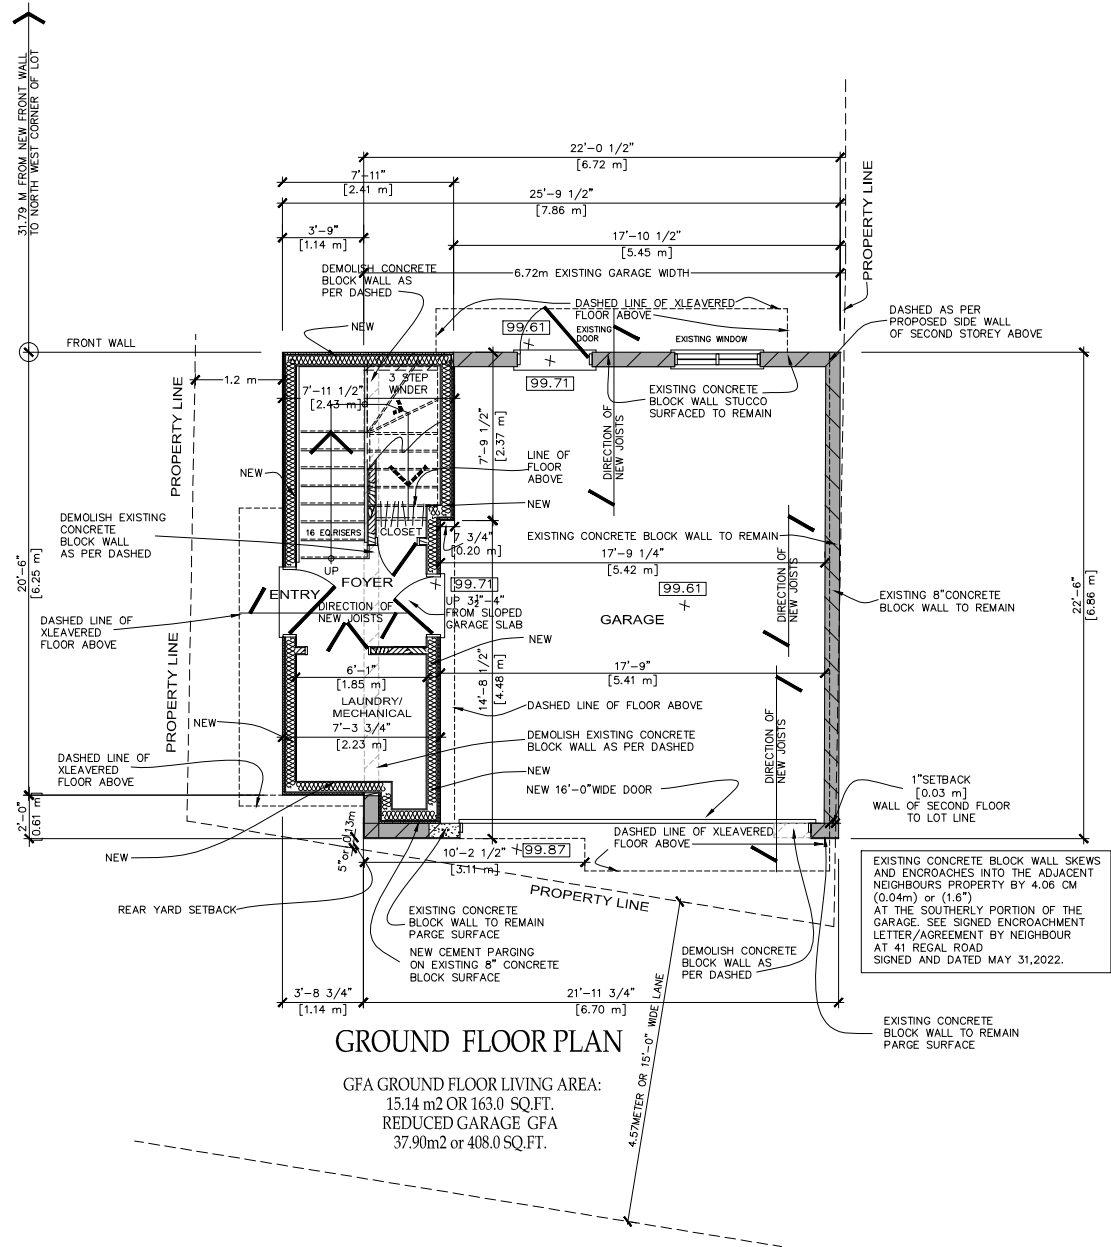 31.79 M FROM NEW FRONT WALL
TO NORTH WEST CORNER OF LOT
22'-0 1/2"
[6.72 m]
7'-11"
[2.41 m]
25'-9 1/2"
[7.86 m]
3'-9"
[1.14 m]
17'-10 1/2"
[5.45 m]
PROPERTY LINE
DEMOLISH CONCRETE
BLOCK WALL AS
PER DASHED
6.72m EXISTING GARAGE WIDTH
DASHED LINE OF XLEAVERED
FLOOR ABOVE
DASHED AS PER
PROPOSED SIDE WALL
OF SECOND STOREY ABOVE
NEW
99.61
EXISTING
DOOR
EXISTING WINDOW
FRONT WALL
99.71
1.2 m
3 STEP
WINDER
7'-11 1/2"
[2.43 m]
EXISTING CONCRETE
BLOCK WALL STUCCO
SURFACED TO REMAIN
PROPERTY LINE
7'-9 1/2"
[2.37 m]
DIRECTION OF
NEW JOISTS
LINE OF
FLOOR
ABOVE
NEW
NEW
DEMOLISH EXISTING
CONCRETE
BLOCK WALL
AS PER DASHED
16 EQ.RISERS
CLOSET
7 3/4"
[0.20 m]
EXISTING CONCRETE BLOCK WALL TO REMAIN
17'-9 1/4"
[5.42 m]
20'-6"
[6.25 m]
UP
FOYER
ENTRY
99.71
99.61
UP 3½"-4"
FROM SLOPED
GARAGE SLAB
DIRECTION OF
NEW JOISTS
DIRECTION OF
NEW JOISTS
GARAGE
EXISTING 8"CONCRETE
BLOCK WALL TO REMAIN
22'-6"
[6.86 m]
DASHED LINE OF
XLEAVERED
FLOOR ABOVE
PROPERTY LINE
NEW
6'-1"
[1.85 m]
14'-8 1/2"
[4.48 m]
17'-9"
[5.41 m]
LAUNDRY/
MECHANICAL
DASHED LINE OF FLOOR ABOVE
NEW
7'-3 3/4"
[2.23 m]
DEMOLISH EXISTING CONCRETE
BLOCK WALL AS PER DASHED
DIRECTION OF
NEW JOISTS
DASHED LINE OF
XLEAVERED
FLOOR ABOVE
NEW
NEW 16'-0"WIDE DOOR
1"SETBACK
[0.03 m]
WALL OF SECOND FLOOR
TO LOT LINE
2'-0"
[0.61 m]
5"or 0.13m
DASHED LINE OF XLEAVERED
FLOOR ABOVE
NEW
10'-2 1/2"
[3.11 m]
99.87
EXISTING CONCRETE BLOCK WALL SKEWS
AND ENCROACHES INTO THE ADJACENT
NEIGHBOURS PROPERTY BY 4.06 CM
(0.04m) or (1.6")
AT THE SOUTHERLY PORTION OF THE
GARAGE. SEE SIGNED ENCROACHMENT
LETTER/AGREEMENT BY NEIGHBOUR
AT 41 REGAL ROAD
SIGNED AND DATED MAY 31,2022.
PROPERTY LINE
REAR YARD SETBACK
EXISTING CONCRETE
BLOCK WALL TO REMAIN
PARGE SURFACE
NEW CEMENT PARGING
ON EXISTING 8" CONCRETE
BLOCK SURFACE
DEMOLISH CONCRETE
BLOCK WALL AS
PER DASHED
3'-8 3/4"
[1.14 m]
21'-11 3/4"
[6.70 m]
EXISTING CONCRETE
BLOCK WALL TO REMAIN
PARGE SURFACE
4.57METER OR 15'-0" WIDE LANE
GROUND FLOOR PLAN
GFA GROUND FLOOR LIVING AREA:
15.14 m2 OR 163.0 SQ.FT.
REDUCED GARAGE GFA
37.90m2 or 408.0 SQ.FT.